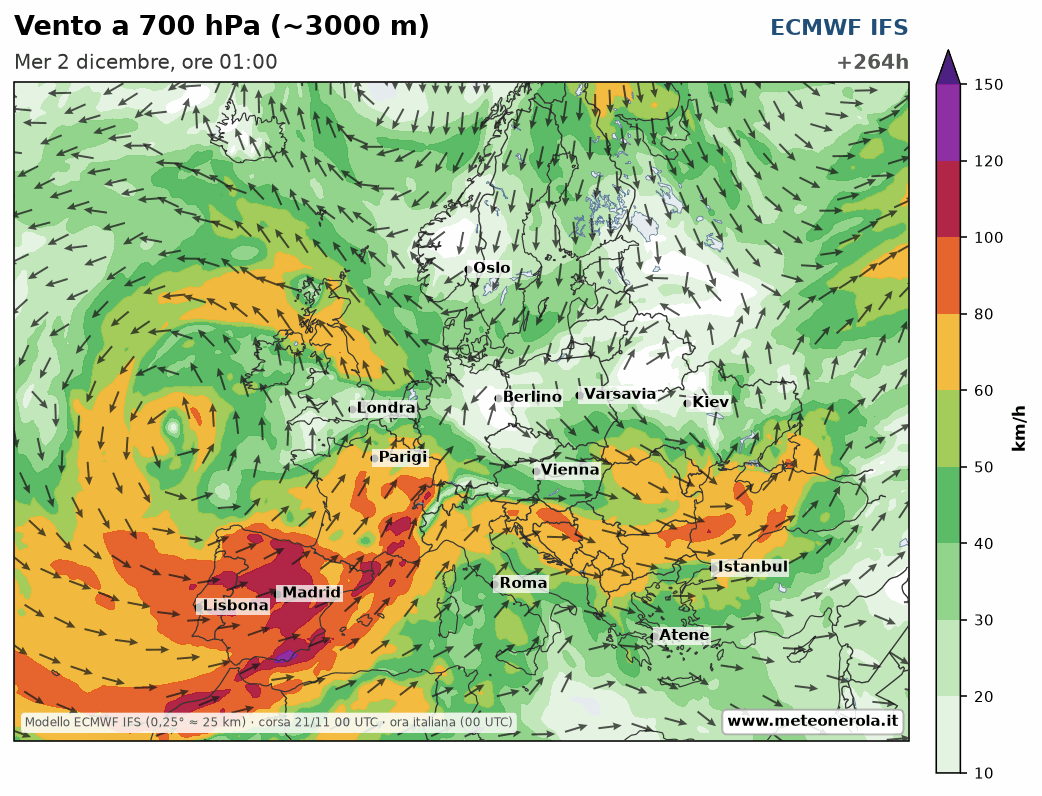 Vento a 700 hPa (~3000 m)
ECMWF IFS
Mer 2 dicembre, ore 01:00
+264h
150
120
100
80
60
50
40
30
20
10
km/h
Oslo
Berlino
Varsavia
Kiev
Londra
Parigi
Vienna
Istanbul
Roma
Madrid
Lisbona
Atene
Modello ECMWF IFS (0,25° ≈ 25 km) · corsa 21/11 00 UTC · ora italiana (00 UTC)
www.meteonerola.it